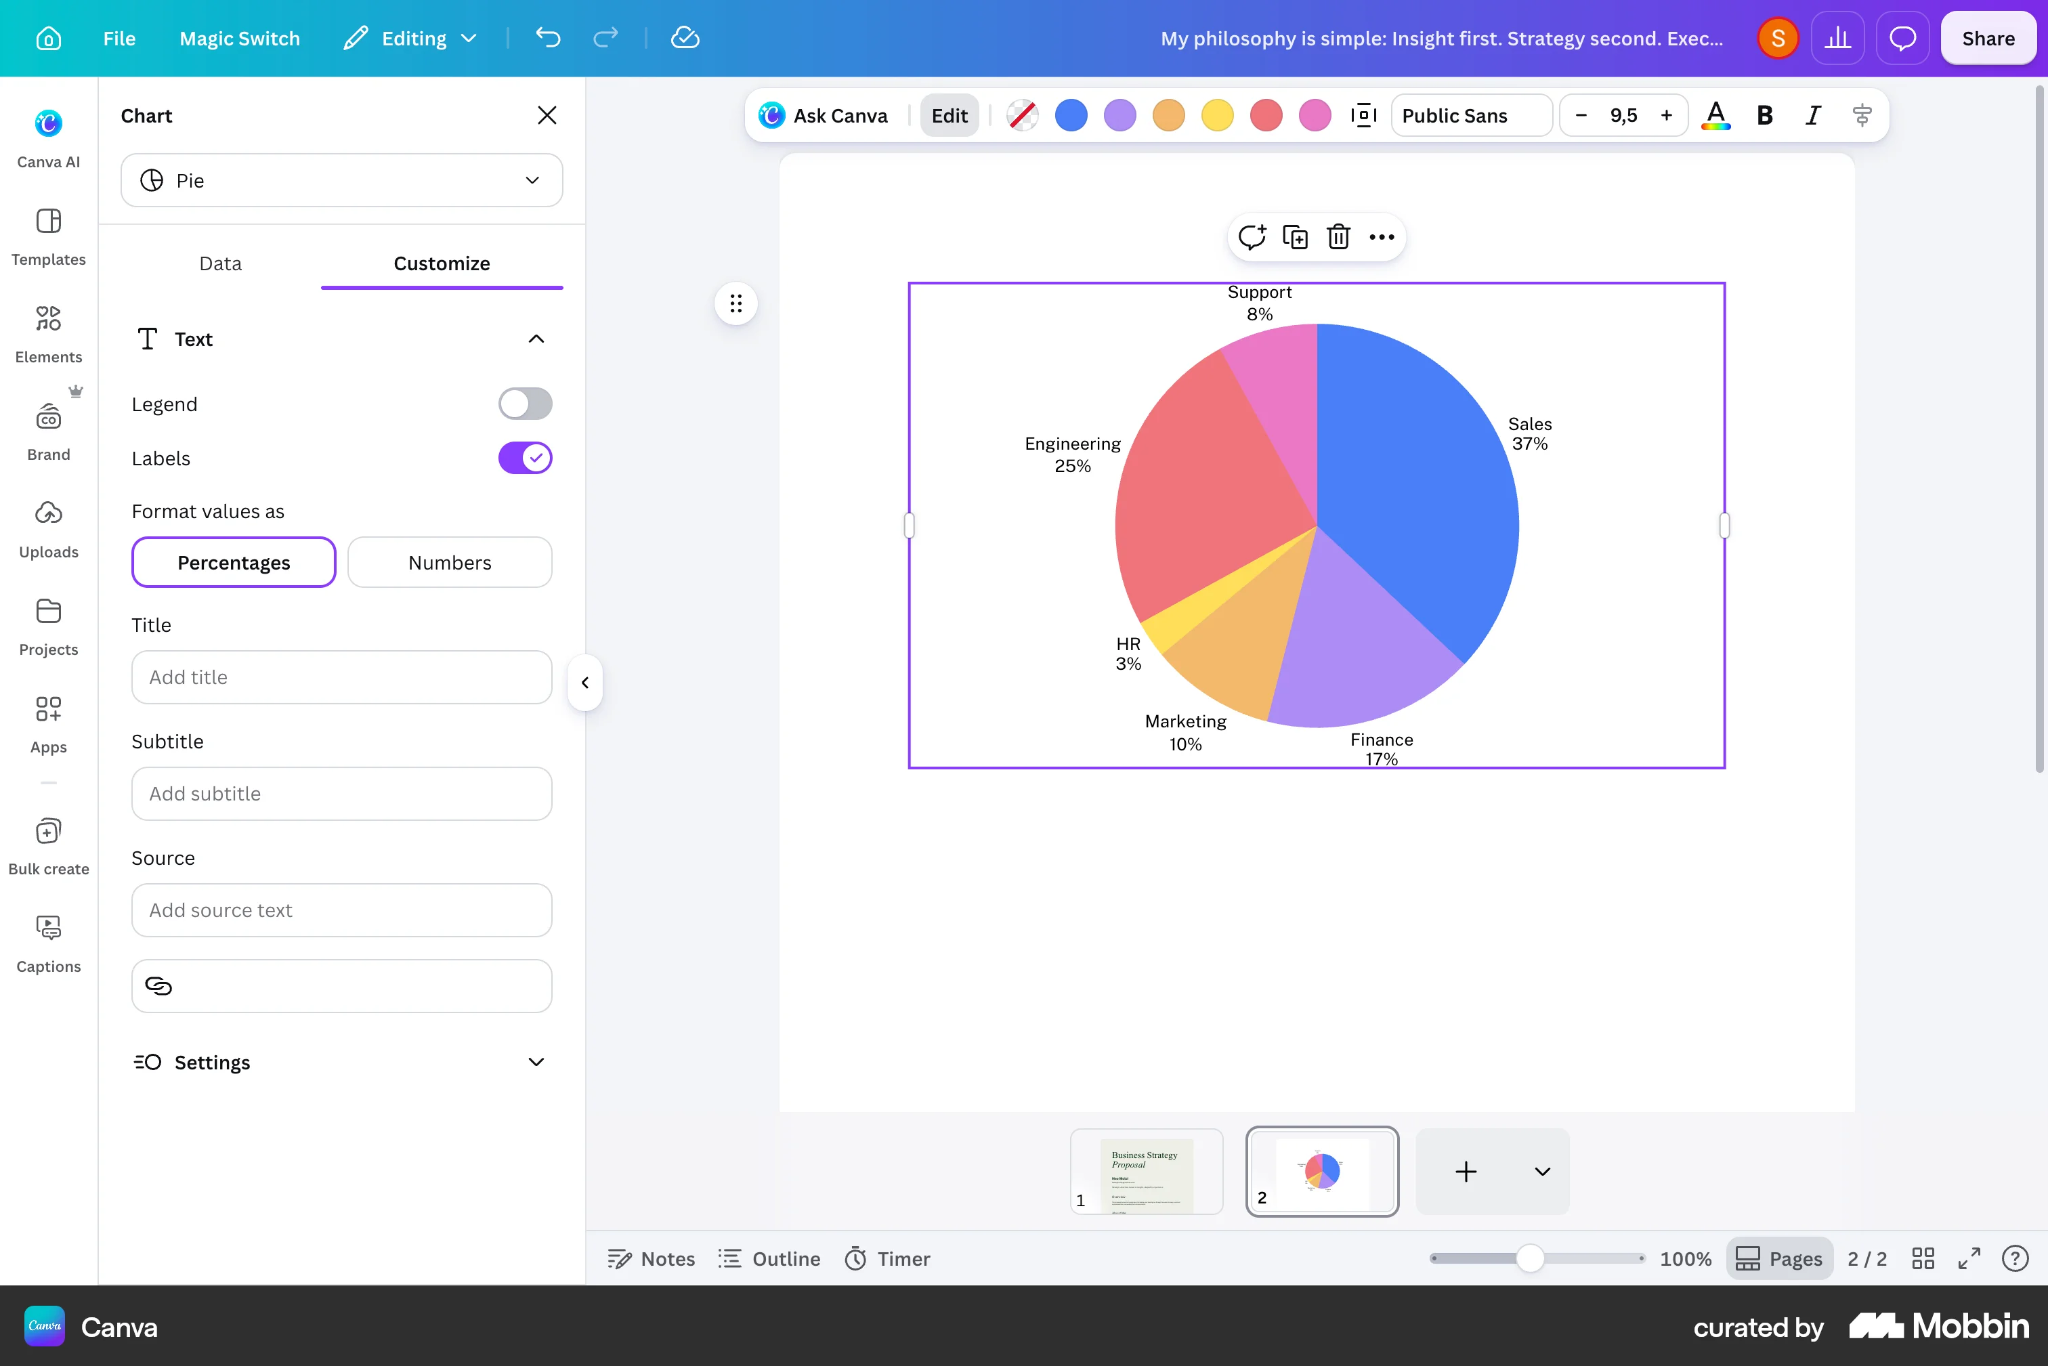 File
Magic Switch
Editing
My philosophy is simple: Insight first. Strategy second. Exec...
S
Share
Canva AI
Templates
Elements
Brand
Uploads
Projects
Apps
Bulk create
Captions
Chart
Pie
Data
Customize
Text
Legend
Labels
Format values as
Percentages
Numbers
Title
Add title
Subtitle
Add subtitle
Source
Add source text
Settings
Ask Canva
Edit
Public Sans
− 9,5 +
A
B
I
Support
8%
Sales
37%
Engineering
25%
HR
3%
Marketing
10%
Finance
17%
Business Strategy
Proposal
1
2
Notes
Outline
Timer
100%
Pages
2 / 2
Canva
Canva
curated by
Mobbin